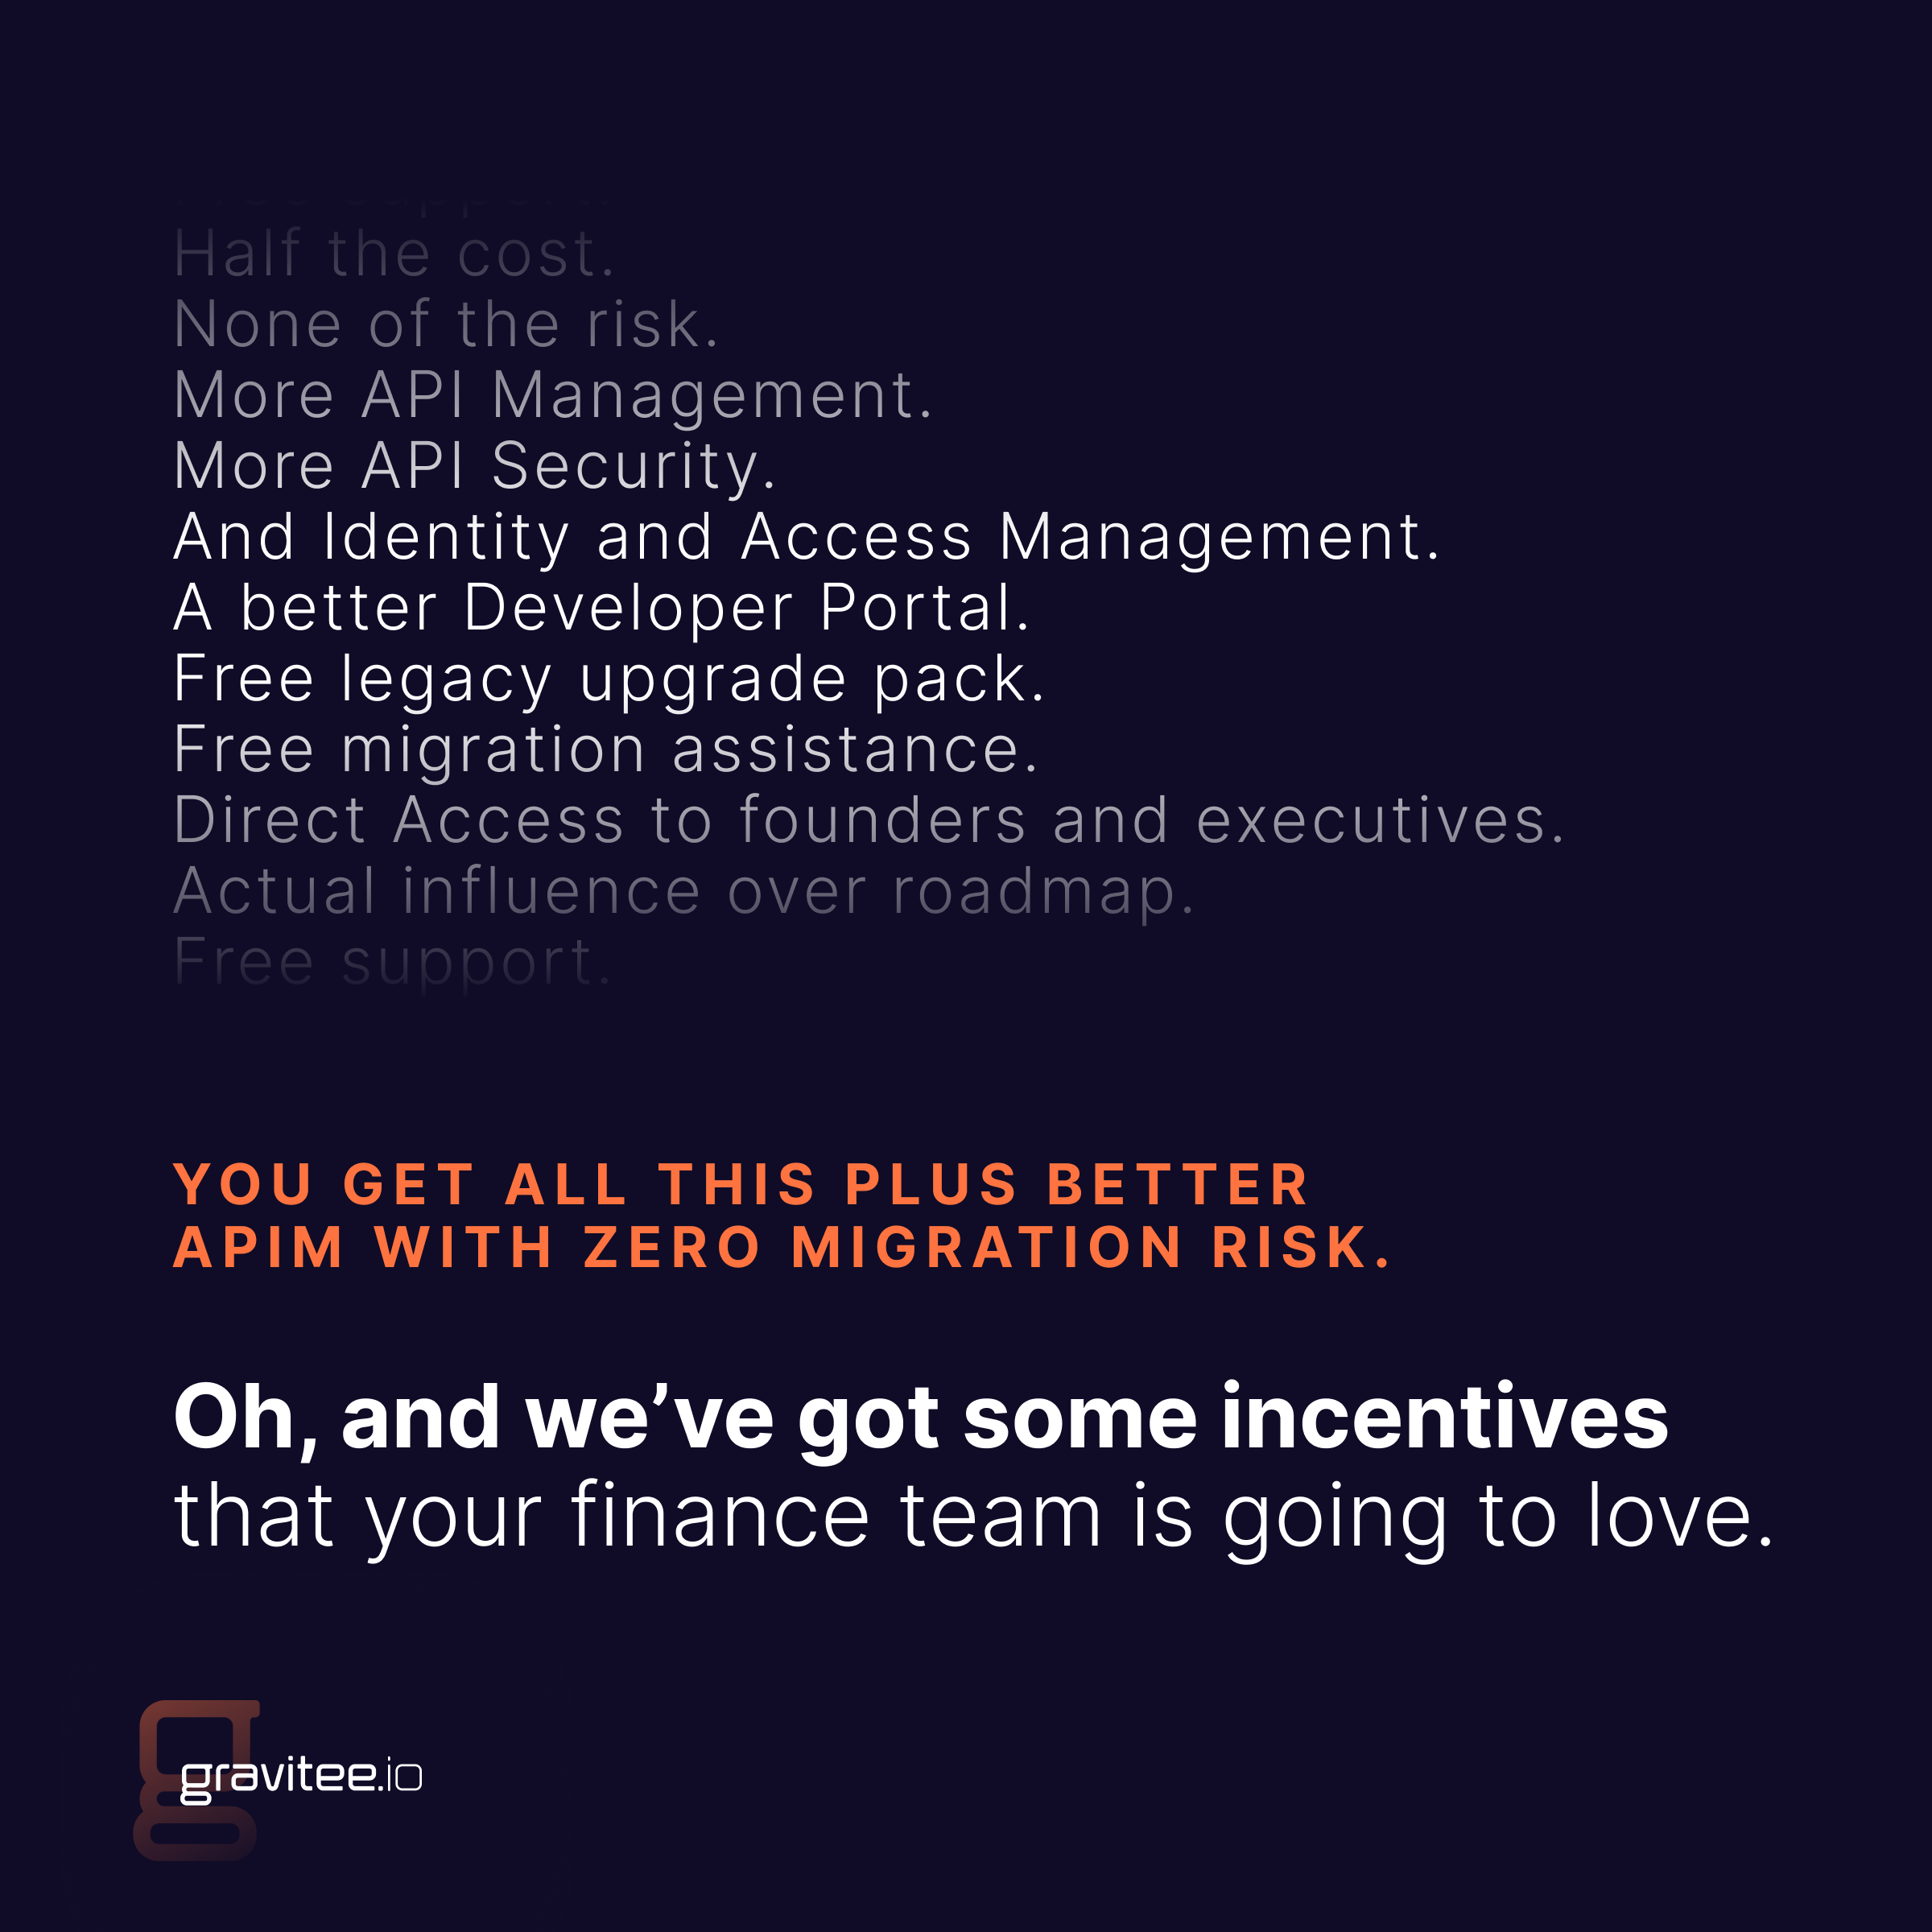 Half the cost.
None of the risk.
More API Management.
More API Security.
And Identity and Access Management.
A better Developer Portal.
Free legacy upgrade pack.
Free migration assistance.
Direct Access to founders and executives.
Actual influence over roadmap.
Free support.
YOU GET ALL THIS PLUS BETTER
APIM WITH ZERO MIGRATION RISK.
Oh, and we’ve got some incentives
that your finance team is going to love.
gravitee.io